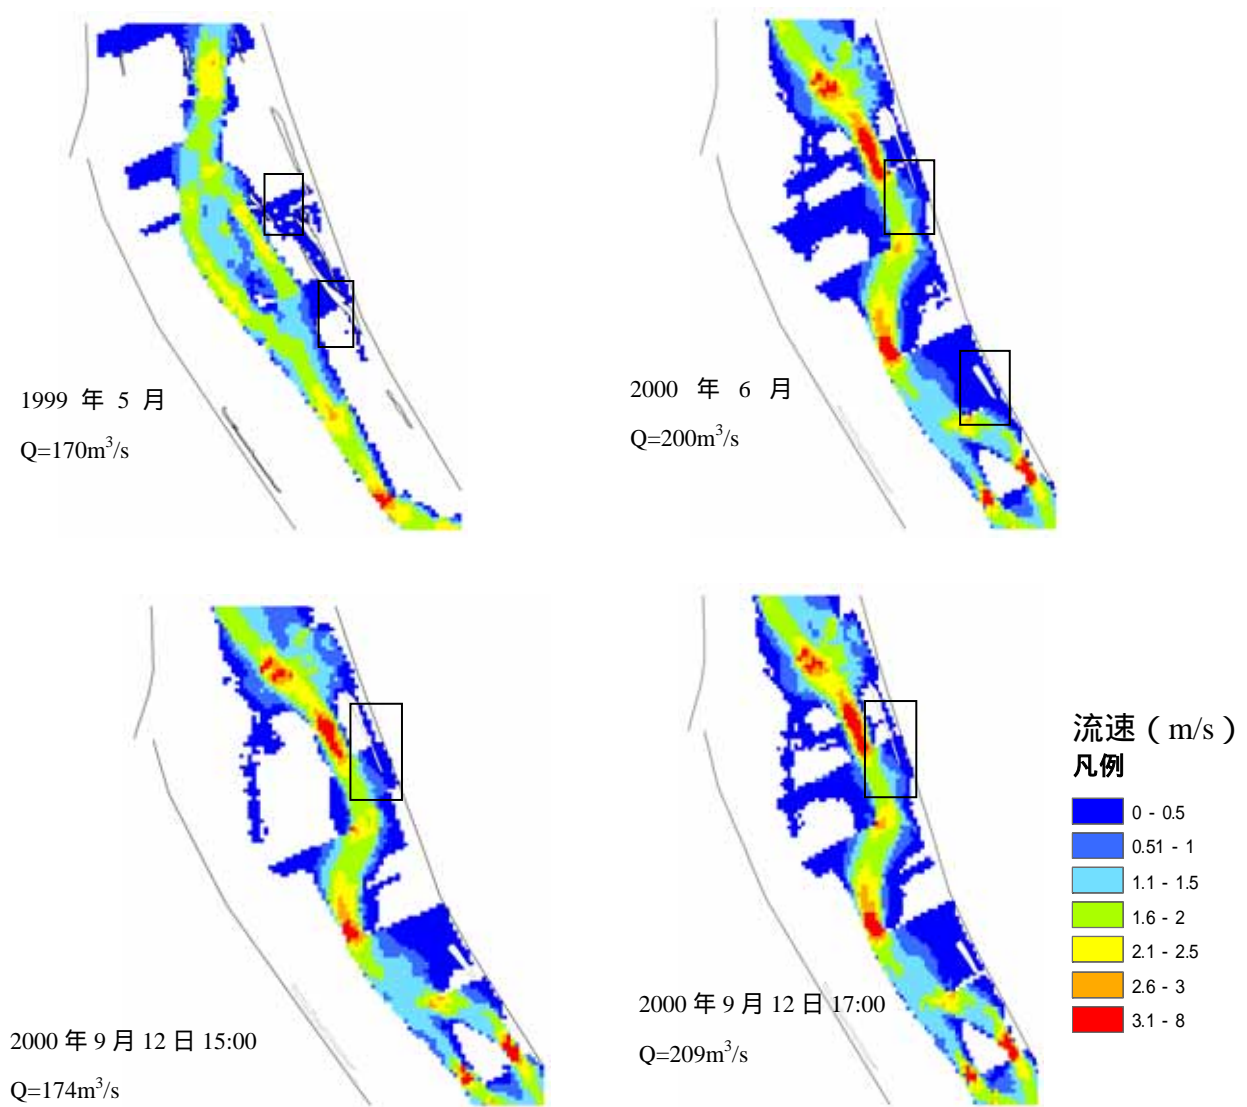 1999 年 5 月
Q=170m³/s
2000 年 6 月
Q=200m³/s
2000 年 9 月 12 日 15:00
Q=174m³/s
2000 年 9 月 12 日 17:00
Q=209m³/s
流速（m/s）
凡例
0 - 0.5
0.51 - 1
1.1 - 1.5
1.6 - 2
2.1 - 2.5
2.6 - 3
3.1 - 8